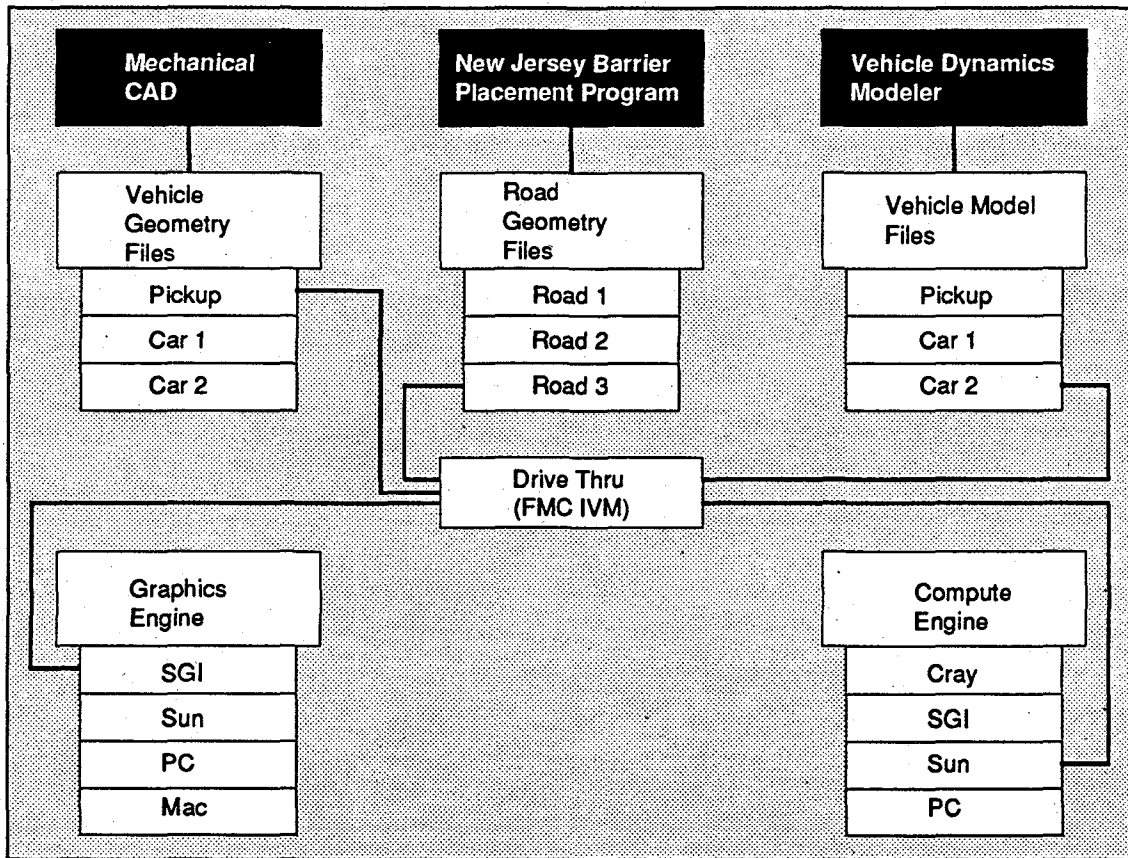 Mechanical
CAD
New Jersey Barrier
Placement Program
Vehicle Dynamics
Modeler
Vehicle
Geometry
Files
Pickup
Car 1
Car 2
Road
Geometry
Files
Road 1
Road 2
Road 3
Vehicle Model
Files
Pickup
Car 1
Car 2
Drive Thru
(FMC IVM)
Graphics
Engine
SGI
Sun
PC
Mac
Compute
Engine
Cray
SGI
Sun
PC